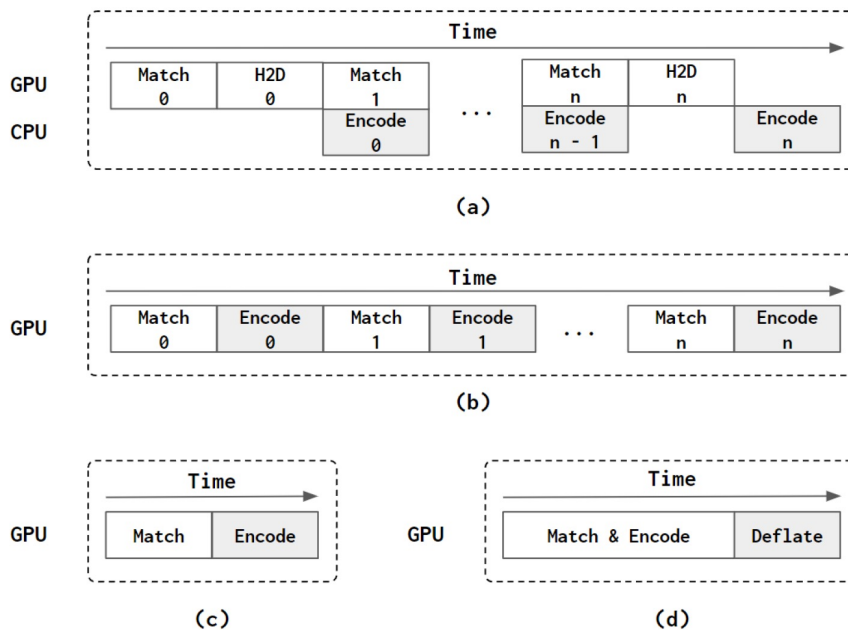 Time
GPU Match H2D Match ... Match H2D
0 0 1 n n
CPU Encode Encode Encode
0 n - 1 n
(a)
Time
GPU Match Encode Match Encode ... Match Encode
0 0 1 1 n n
(b)
Time
GPU Match Encode
(c)
Time
GPU Match & Encode Deflate
(d)